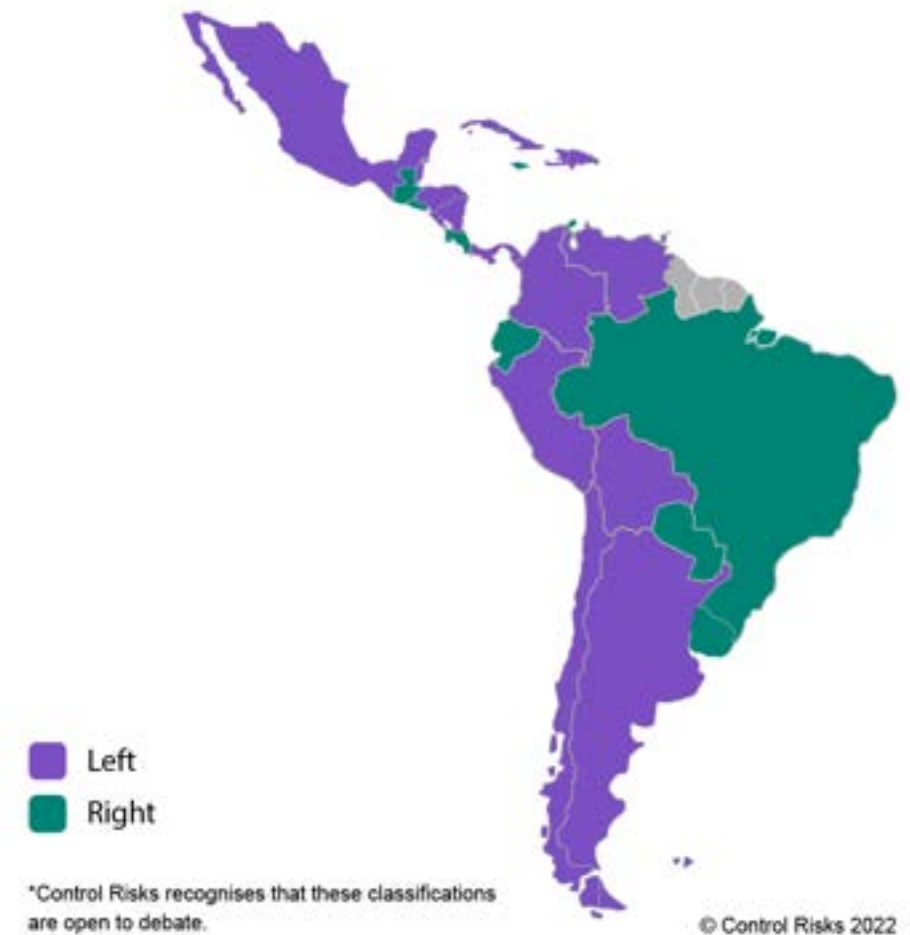 Left
Right
*Control Risks recognises that these classifications
are open to debate.
© Control Risks 2022